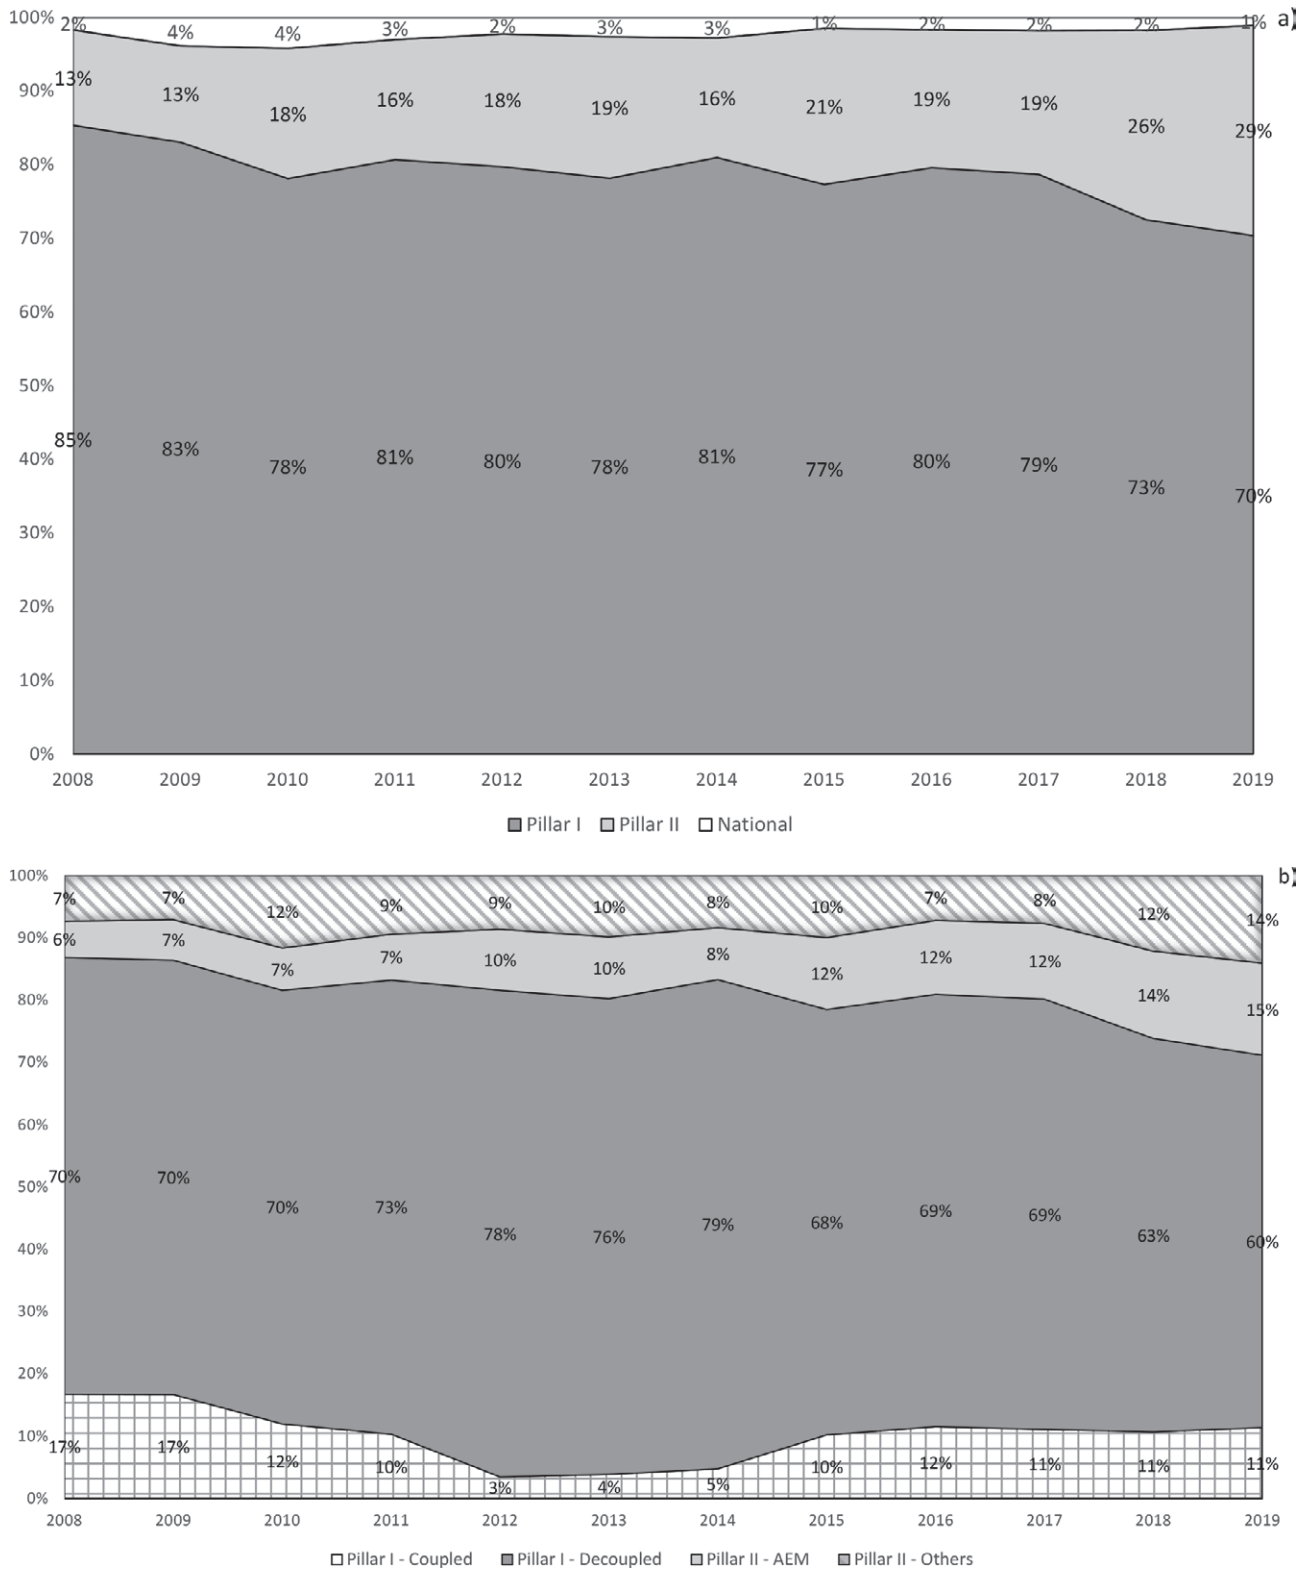 100% 2% 4% 4% 3% 2% 3% 3% 1% 2% 2% 2% 1% a)
90% 13% 13% 18% 16% 18% 19% 16% 21% 19% 19% 26% 29%
80%
70%
60%
50%
40% 85% 83% 78% 81% 80% 78% 81% 77% 80% 79% 73% 70%
30%
20%
10%
0%
2008 2009 2010 2011 2012 2013 2014 2015 2016 2017 2018 2019
Pillar I Pillar II National
100% b)
7% 7% 12% 9% 9% 10% 8% 10% 7% 8% 12% 14%
90% 6% 7% 7% 7% 10% 10% 8% 12% 12% 12% 14% 15%
80%
70%
60%
50% 70% 70% 70% 73% 78% 76% 79% 68% 69% 69% 63% 60%
40%
30%
20%
10% 17% 17% 12% 10% 3% 4% 5% 10% 12% 11% 11% 11%
0%
2008 2009 2010 2011 2012 2013 2014 2015 2016 2017 2018 2019
Pillar I - Coupled Pillar I - Decoupled Pillar II - AEM Pillar II - Others